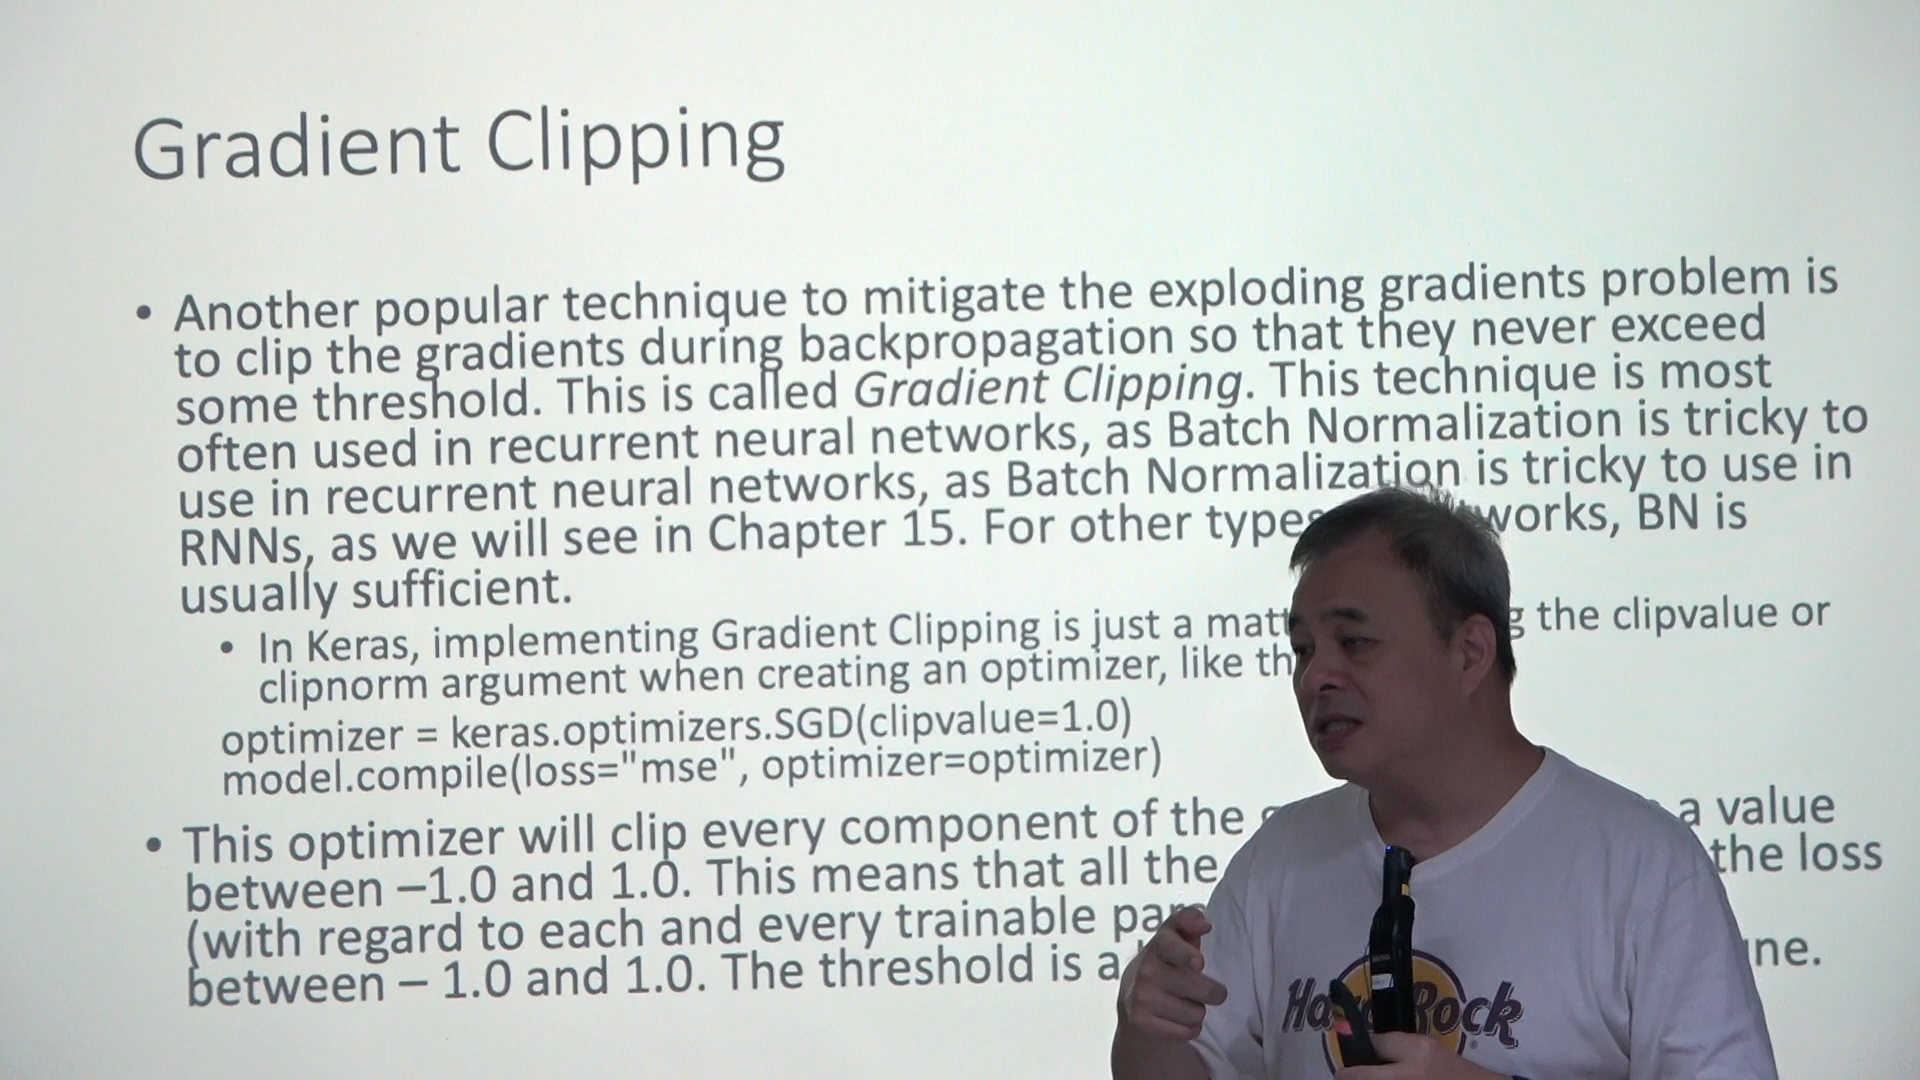 Gradient Clipping
• Another popular technique to mitigate the exploding gradients problem is
to clip the gradients during backpropagation so that they never exceed
some threshold. This is called Gradient Clipping. This technique is most
often used in recurrent neural networks, as Batch Normalization is tricky to
use in recurrent neural networks, as Batch Normalization is tricky to use in
RNNs, as we will see in Chapter 15. For other types works, BN is
usually sufficient.
• In Keras, implementing Gradient Clipping is just a the clipvalue or
clipnorm argument when creating an optimizer, like
optimizer = keras.optimizers.SGD(clipvalue=1.0)
model.compile(loss="mse", optimizer=optimizer)
• This optimizer will clip every component of the a value
between –1.0 and 1.0. This means that all the the loss
(with regard to each and every trainable
between – 1.0 and 1.0. The threshold is a
Rock